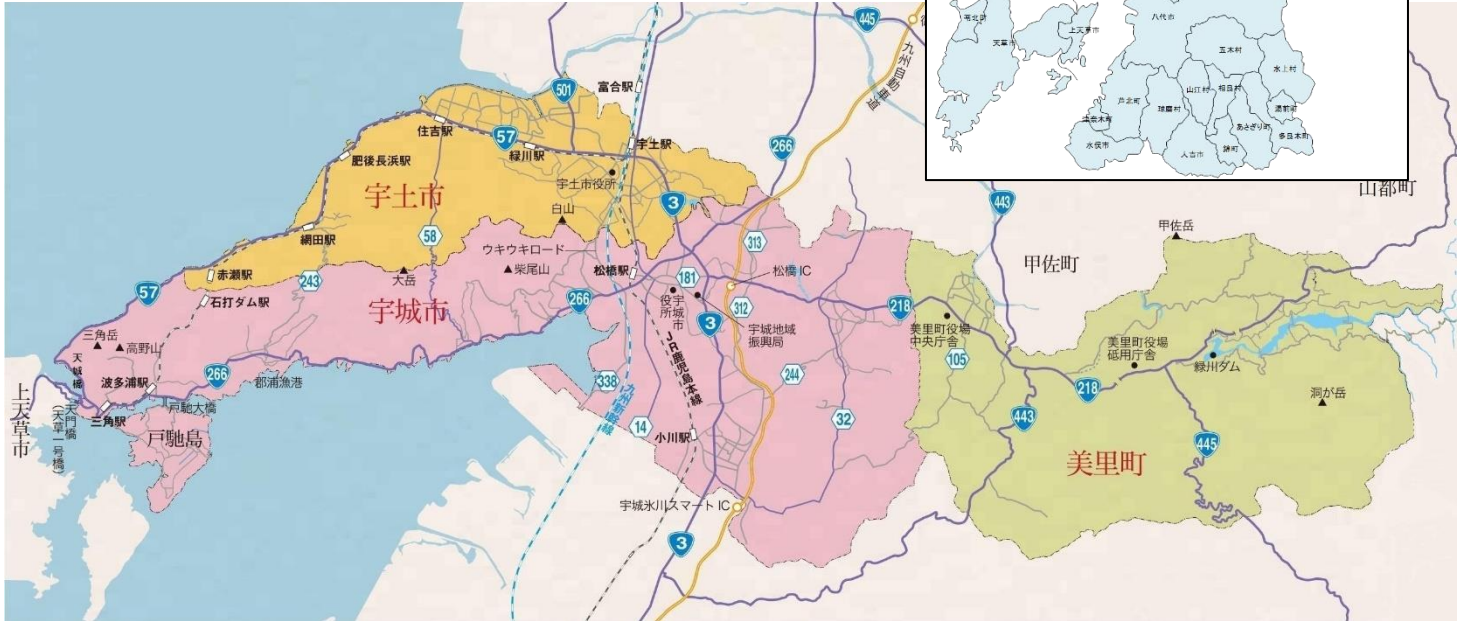 苓北町
天草市
上天草市
八代市
五木村
水上村
芦北町
球磨村
山江村
相良村
湯前町
津奈木町
あさぎり町
多良木町
水俣市
人吉市
錦町
445
九州自動車道
富合駅
501
住吉駅
57
緑川駅
宇土駅
266
肥後長浜駅
宇土市役所
宇土市
白山
3
443
山都町
甲佐岳
網田駅
58
ウキウキロード
313
甲佐町
赤瀬駅
大岳
柴尾山
松橋駅
松橋IC
57
石打ダム駅
243
宇城市
266
181
宇城市
役所
312
218
宇城地域
振興局
3
美里町役場
中央庁舎
美里町役場
砥用庁舎
三角岳
高野山
天城橋
波多浦駅
266
郡浦漁港
338
九州新幹線
JR鹿児島本線
244
105
218
緑川ダム
洞が岳
上天草市
天門橋
(天草一号橋)
三角駅
戸馳大橋
戸馳島
14
小川駅
32
443
445
美里町
宇城氷川スマートIC
3